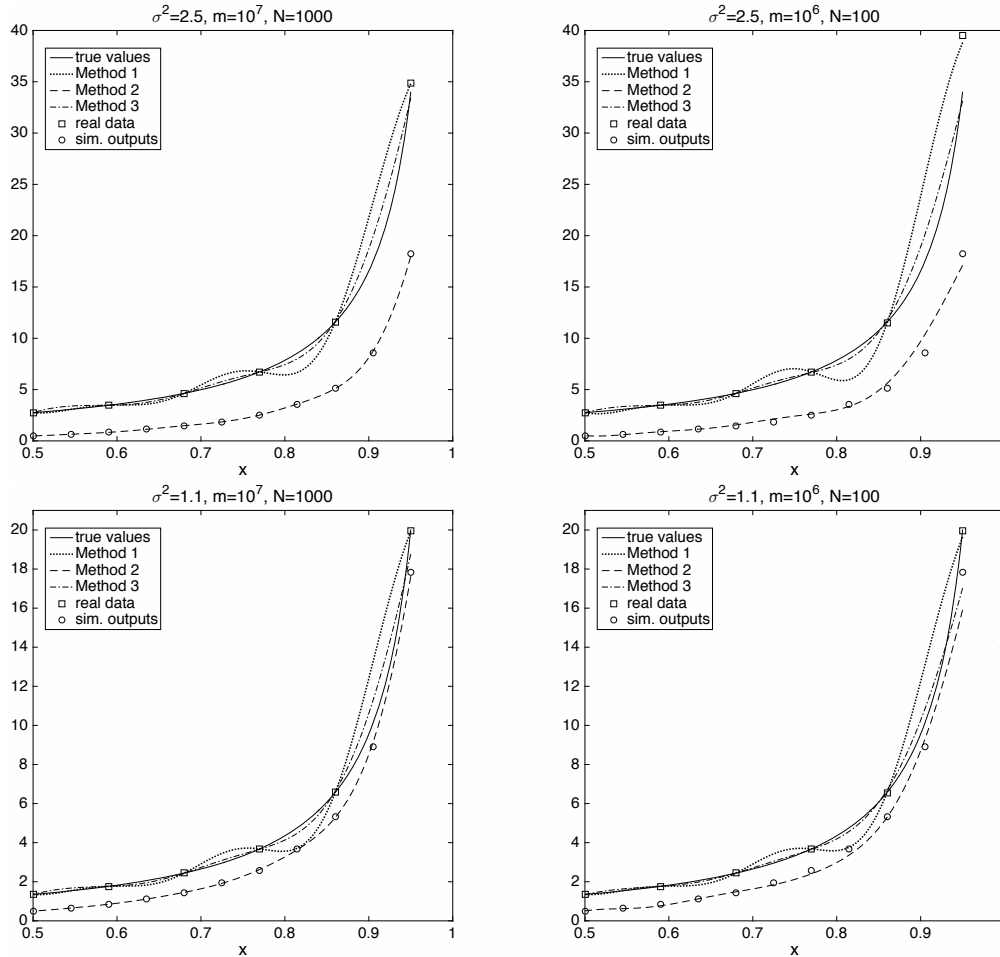 σ²=2.5, m=10⁷, N=1000
40
35
30
25
20
15
10
5
0
true values
Method 1
Method 2
Method 3
real data
sim. outputs
0.5 0.6 0.7 0.8 0.9 1
x
σ²=2.5, m=10⁶, N=100
40
35
30
25
20
15
10
5
0
true values
Method 1
Method 2
Method 3
real data
sim. outputs
0.5 0.6 0.7 0.8 0.9
x
σ²=1.1, m=10⁷, N=1000
20
18
16
14
12
10
8
6
4
2
0
true values
Method 1
Method 2
Method 3
real data
sim. outputs
0.5 0.6 0.7 0.8 0.9 1
x
σ²=1.1, m=10⁶, N=100
20
18
16
14
12
10
8
6
4
2
0
true values
Method 1
Method 2
Method 3
real data
sim. outputs
0.5 0.6 0.7 0.8 0.9
x